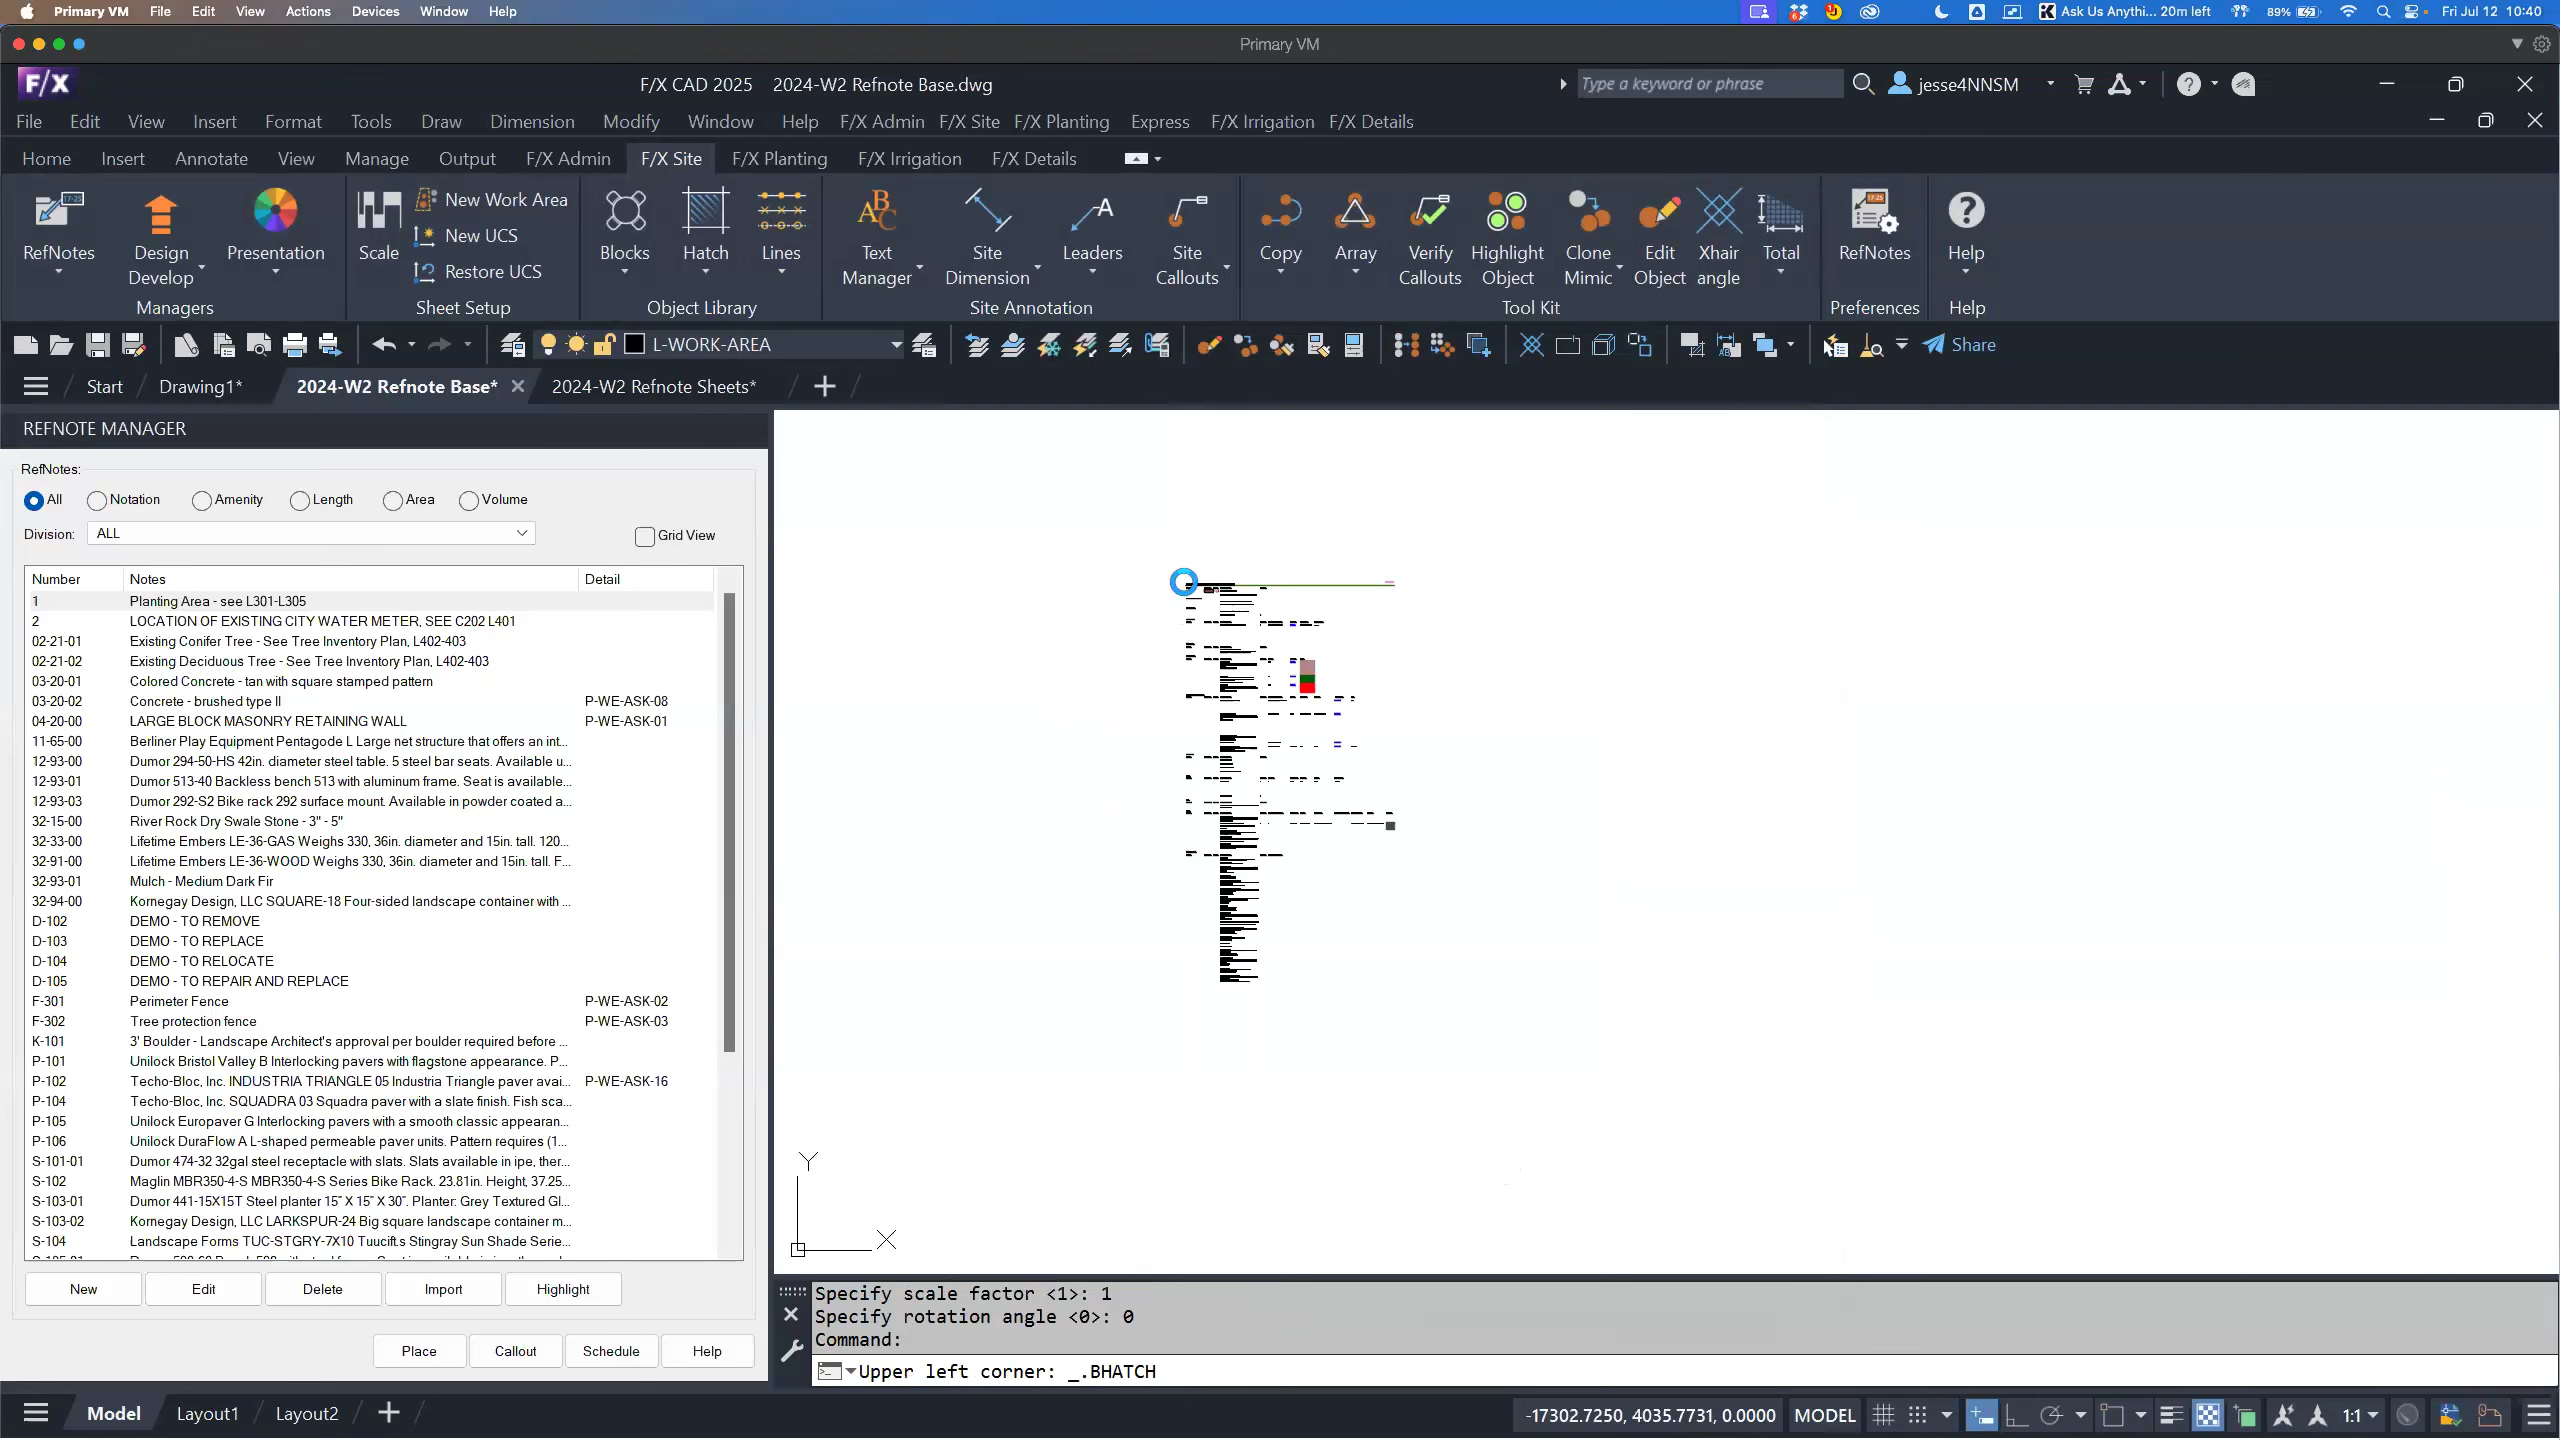 Primary VM File Edit View Actions Devices Window Help
Ask Us Anythi... 20m left 89% Fri Jul 12 10:40
Primary VM
F/X F/X CAD 2025 2024-W2 Refnote Base.dwg Type a keyword or phrase jesse4NNSM
File Edit View Insert Format Tools Draw Dimension Modify Window Help F/X Admin F/X Site F/X Planting Express F/X Irrigation F/X Details
Home Insert Annotate View Manage Output F/X Admin F/X Site F/X Planting F/X Irrigation F/X Details
RefNotes
Design Develop
Presentation
Managers
Scale
New Work Area
New UCS
Restore UCS
Sheet Setup
Blocks
Hatch
Lines
Object Library
Text Manager
Site Dimension
Leaders
Site Callouts
Site Annotation
Copy
Array
Verify Callouts
Highlight Object
Clone Mimic
Edit Object
Xhair angle
Total
Tool Kit
RefNotes
Preferences
Help
Help
L-WORK-AREA
Share
Start Drawing1* 2024-W2 Refnote Base* 2024-W2 Refnote Sheets*
REFNOTE MANAGER
RefNotes:
All Notation Amenity Length Area Volume
Division: ALL Grid View
Number Notes Detail
1 Planting Area - see L301-L305
2 LOCATION OF EXISTING CITY WATER METER, SEE C202 L401
02-21-01 Existing Conifer Tree - See Tree Inventory Plan, L402-403
02-21-02 Existing Deciduous Tree - See Tree Inventory Plan, L402-403
03-20-01 Colored Concrete - tan with square stamped pattern
03-20-02 Concrete - brushed type II P-WE-ASK-08
04-20-00 LARGE BLOCK MASONRY RETAINING WALL P-WE-ASK-01
11-65-00 Berliner Play Equipment Pentagode L Large net structure that offers an int...
12-93-00 Dumor 294-50-HS 42in. diameter steel table. 5 steel bar seats. Available u...
12-93-01 Dumor 513-40 Backless bench 513 with aluminum frame. Seat is available...
12-93-03 Dumor 292-S2 Bike rack 292 surface mount. Available in powder coated a...
32-15-00 River Rock Dry Swale Stone - 3" - 5"
32-33-00 Lifetime Embers LE-36-GAS Weighs 330, 36in. diameter and 15in. tall. 120...
32-91-00 Lifetime Embers LE-36-WOOD Weighs 330, 36in. diameter and 15in. tall. F...
32-93-01 Mulch - Medium Dark Fir
32-94-00 Kornegay Design, LLC SQUARE-18 Four-sided landscape container with ...
D-102 DEMO - TO REMOVE
D-103 DEMO - TO REPLACE
D-104 DEMO - TO RELOCATE
D-105 DEMO - TO REPAIR AND REPLACE
F-301 Perimeter Fence P-WE-ASK-02
F-302 Tree protection fence P-WE-ASK-03
K-101 3' Boulder - Landscape Architect's approval per boulder required before ...
P-101 Unilock Bristol Valley B Interlocking pavers with flagstone appearance. P...
P-102 Techo-Bloc, Inc. INDUSTRIA TRIANGLE 05 Industria Triangle paver avai... P-WE-ASK-16
P-104 Techo-Bloc, Inc. SQUADRA 03 Squadra paver with a slate finish. Fish sca...
P-105 Unilock Europaver G Interlocking pavers with a smooth classic appearan...
P-106 Unilock DuraFlow A L-shaped permeable paver units. Pattern requires (1...
S-101-01 Dumor 474-32 32gal steel receptacle with slats. Slats available in ipe, ther...
S-102 Maglin MBR350-4-S MBR350-4-S Series Bike Rack. 23.81in. Height, 37.25...
S-103-01 Dumor 441-15X15T Steel planter 15" X 15" X 30". Planter: Grey Textured Gl...
S-103-02 Kornegay Design, LLC LARKSPUR-24 Big square landscape container m...
S-104 Landscape Forms TUC-STGRY-7X10 Tuucift.s Stingray Sun Shade Serie...
New Edit Delete Import Highlight
Place Callout Schedule Help
Y
X
Specify scale factor <1>: 1
Specify rotation angle <0>: 0
Command:
Upper left corner: _.BHATCH
Model Layout1 Layout2
-17302.7250, 4035.7731, 0.0000 MODEL 1:1